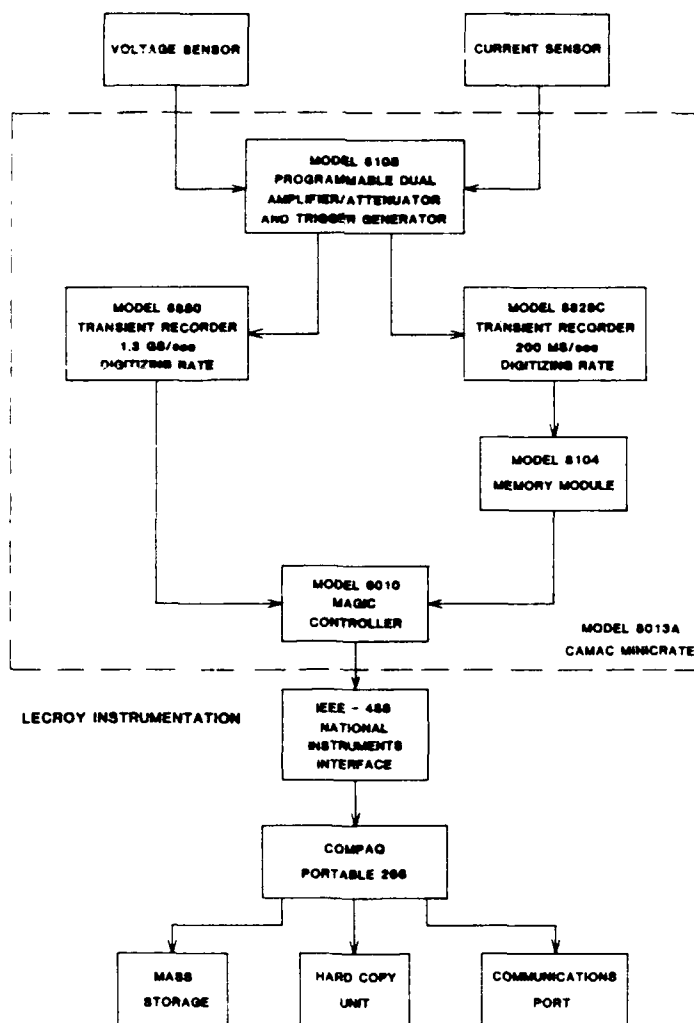 VOLTAGE SENSOR
CURRENT SENSOR
MODEL 6103
PROGRAMMABLE DUAL
AMPLIFIER/ATTENUATOR
AND TRIGGER GENERATOR
MODEL 6880
TRANSIENT RECORDER
1.3 GS/sec
DIGITIZING RATE
MODEL 8828C
TRANSIENT RECORDER
200 MS/sec
DIGITIZING RATE
MODEL 8104
MEMORY MODULE
MODEL 6010
MAGIC
CONTROLLER
MODEL 8013A
CAMAC MINICRATE
LECROY INSTRUMENTATION
IEEE - 488
NATIONAL
INSTRUMENTS
INTERFACE
COMPAQ
PORTABLE 286
MASS
STORAGE
HARD COPY
UNIT
COMMUNICATIONS
PORT